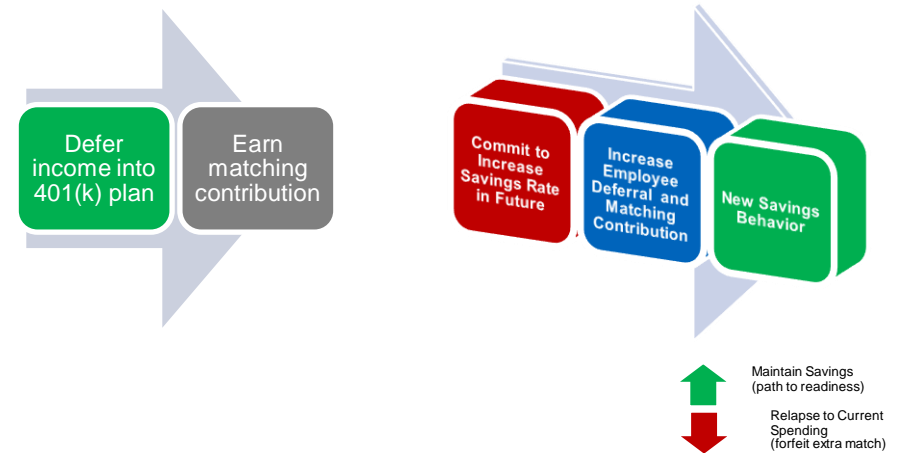 Defer
income into
401(k) plan
Earn
matching
contribution
Commit to
Increase
Savings Rate
in Future
Increase
Employee
Deferral and
Matching
Contribution
New Savings
Behavior
Maintain Savings
(path to readiness)
Relapse to Current
Spending
(forfeit extra match)